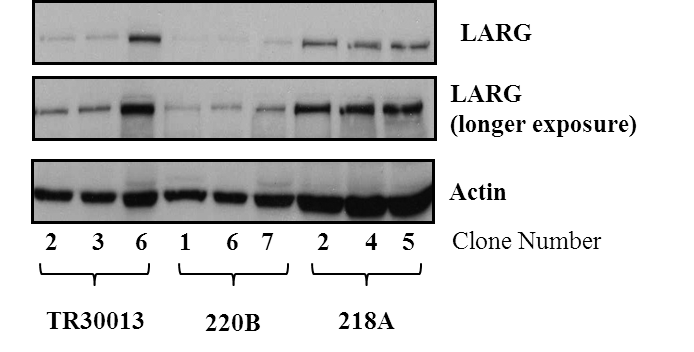 LARG
LARG
(longer exposure)
Actin
2 3 6 1 6 7 2 4 5 Clone Number
TR30013 220B 218A